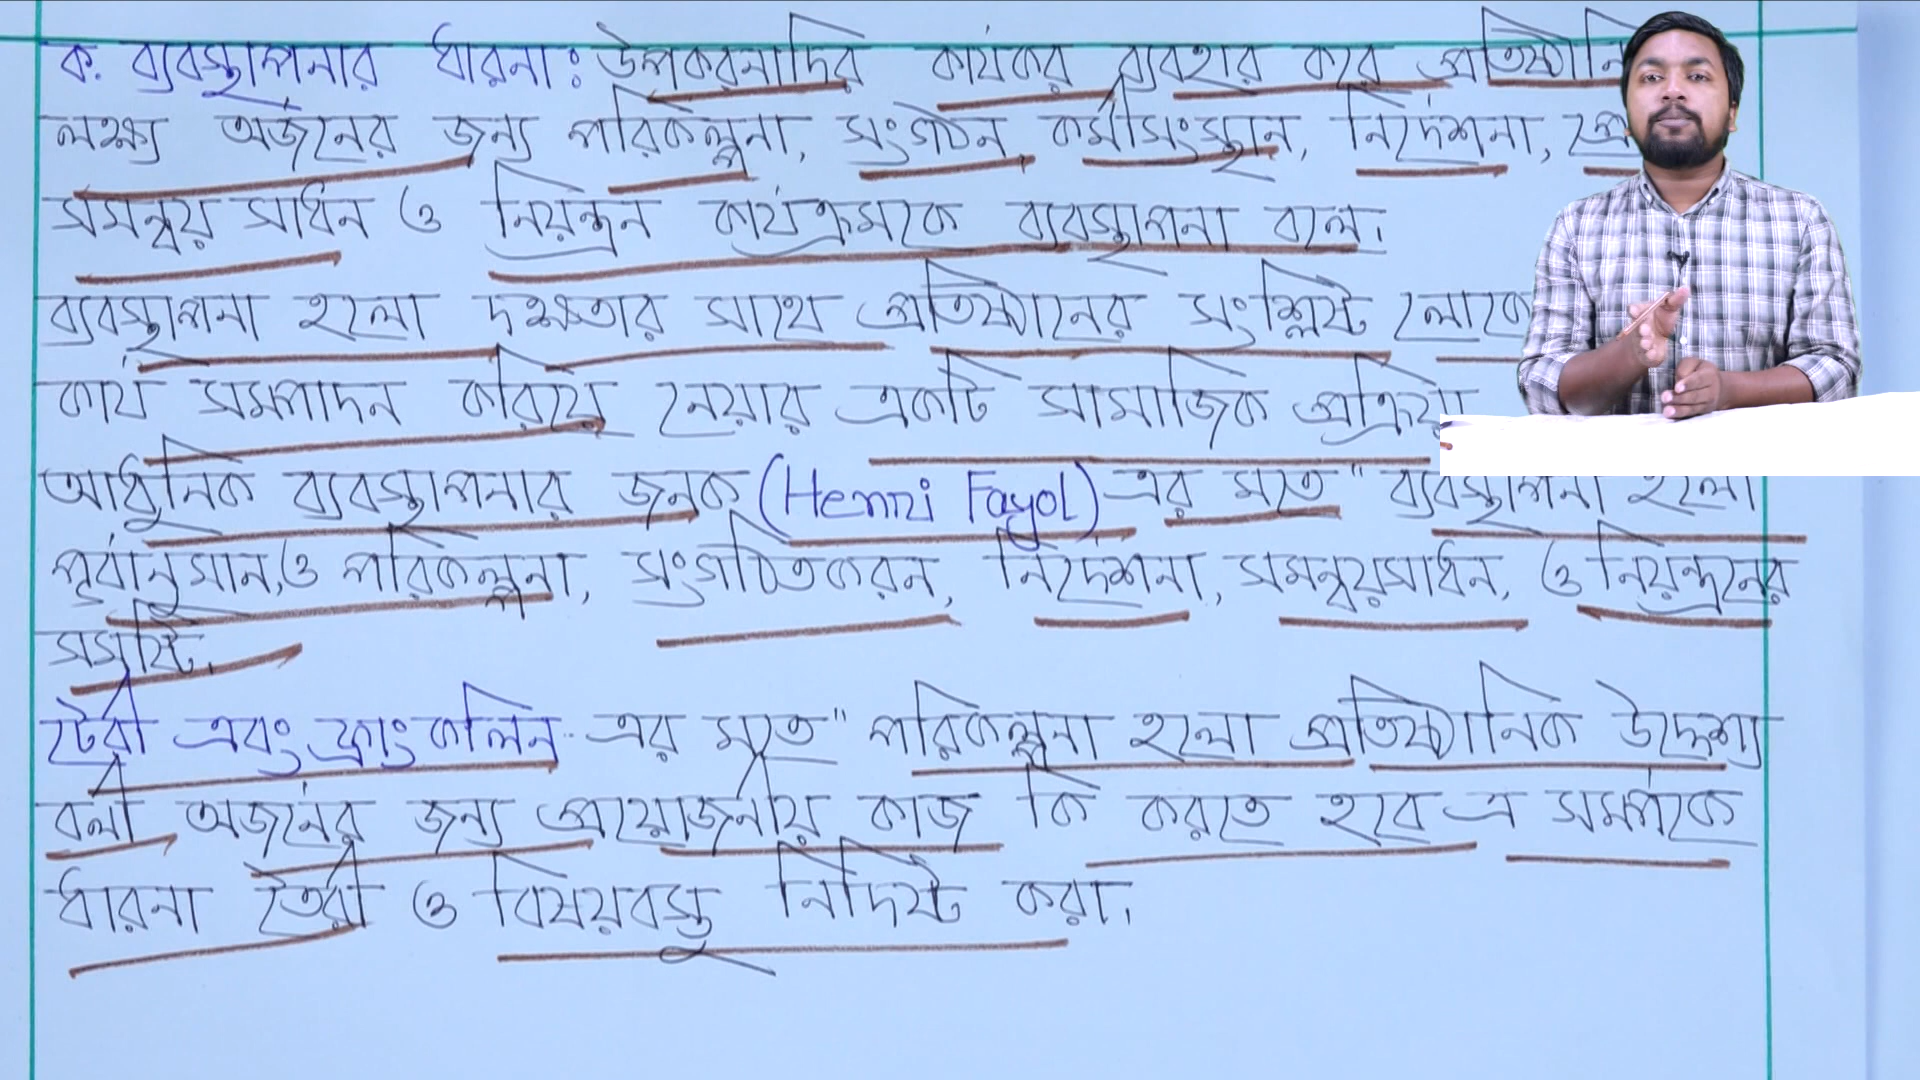 ক. ব্যবস্থাপনার ধারনা: উপকরনাদির কার্যকর ব্যবহার করে প্রতিষ্ঠানি
লক্ষ্য অর্জনের জন্য পরিকল্পনা, সংগঠন, কর্মীসংস্থান, নির্দেশনা, প্রে
সমন্বয় সাধন ও নিয়ন্ত্রন কার্যক্রমকে ব্যবস্থাপনা বলে।
ব্যবস্থাপনা হলো দক্ষতার সাথে প্রতিষ্ঠানের সংশ্লিষ্ট লোকে
কার্য সম্পাদন করিয়ে নেয়ার একটি সামাজিক প্রক্রিয়া
আধুনিক ব্যবস্থাপনার জনক (Henri Fayol) এর মতে " ব্যবস্থাপনা হলো
পূর্বানুমান, ও পরিকল্পনা, সংগঠিতকরন, নির্দেশনা, সমন্বয়সাধন, ও নিয়ন্ত্রনের
সমষ্টি।
টেরী এবং ফ্রাংকলিন এর মতে " পরিকল্পনা হলো প্রতিষ্ঠানিক উদ্দেশ্য
বলী অর্জনের জন্য প্রয়োজনীয় কাজ কি করতে হবে এ সম্পর্কে
ধারনা তৈরী ও বিষয়বস্তু নির্দিষ্ট করা।